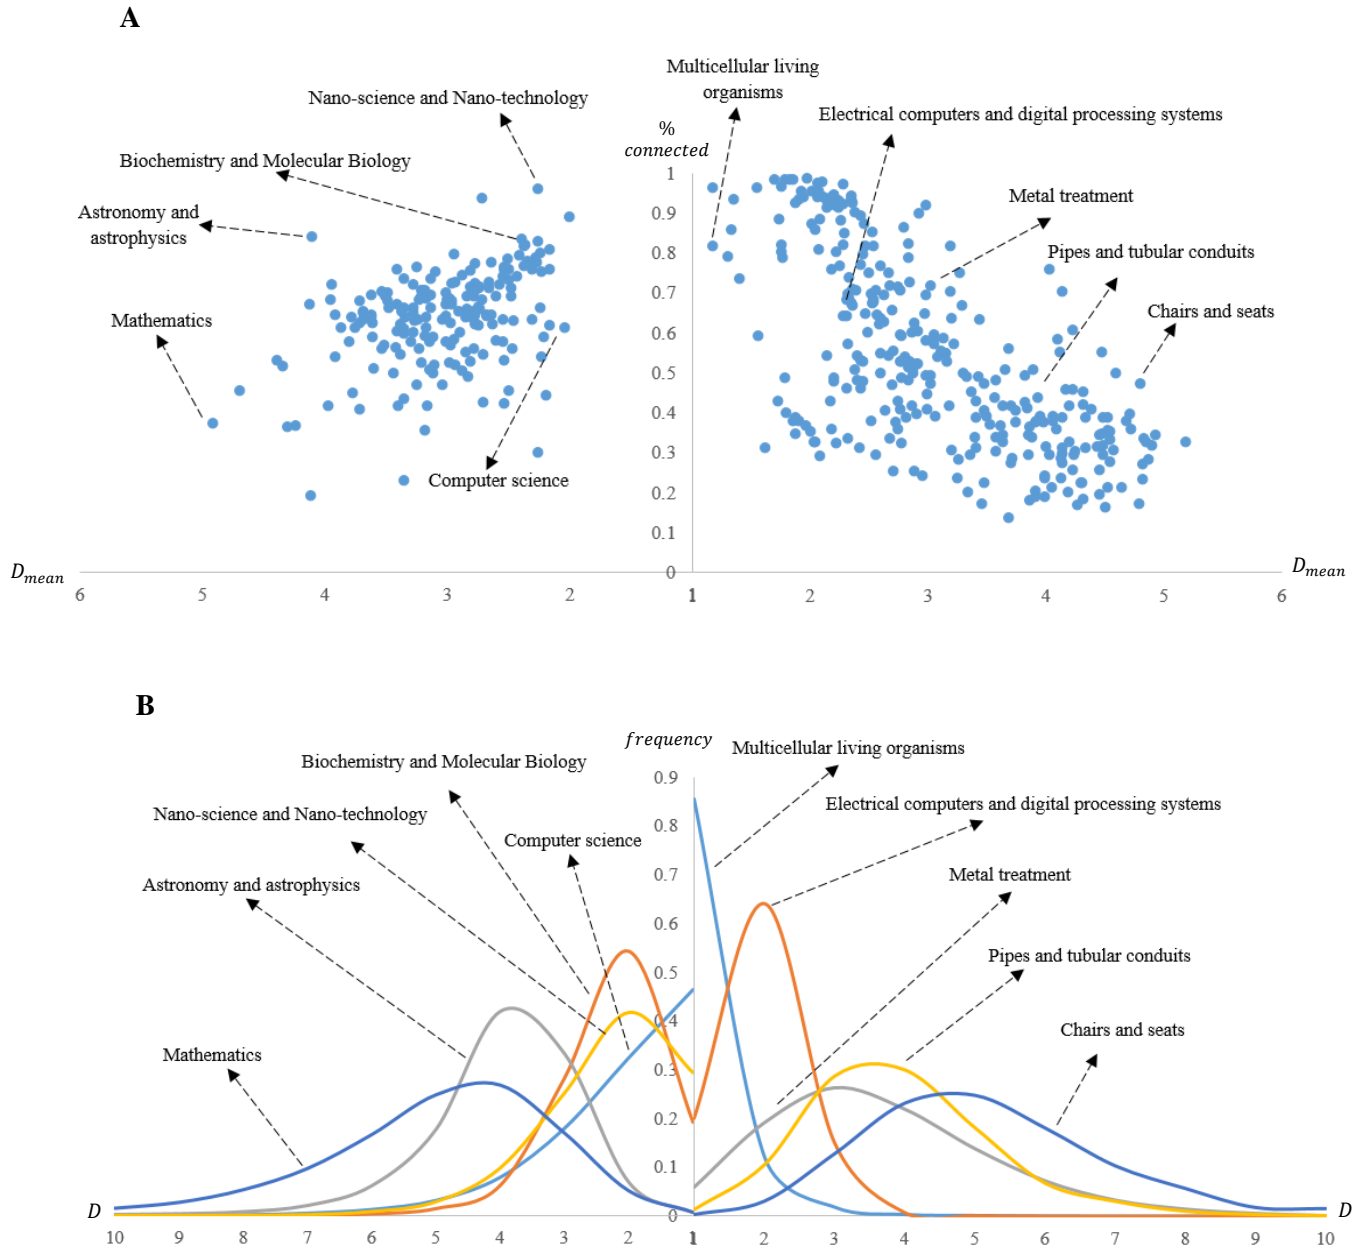 A
Multicellular living
organisms
Nano-science and Nano-technology
Electrical computers and digital processing systems
%
connected
Biochemistry and Molecular Biology
1
Metal treatment
Astronomy and
astrophysics
0.9
Pipes and tubular conduits
0.8
0.7
Chairs and seats
Mathematics
0.6
0.5
0.4
0.3
Computer science
0.2
0.1
D_mean
0
D_mean
6 5 4 3 2 1 2 3 4 5 6
B
frequency
Multicellular living organisms
Biochemistry and Molecular Biology
0.9
Electrical computers and digital processing systems
Nano-science and Nano-technology
0.8
Computer science
Astronomy and astrophysics
0.7
Metal treatment
0.6
Pipes and tubular conduits
0.5
0.4
Chairs and seats
Mathematics
0.3
0.2
0.1
D
0
D
10 9 8 7 6 5 4 3 2 1 2 3 4 5 6 7 8 9 10